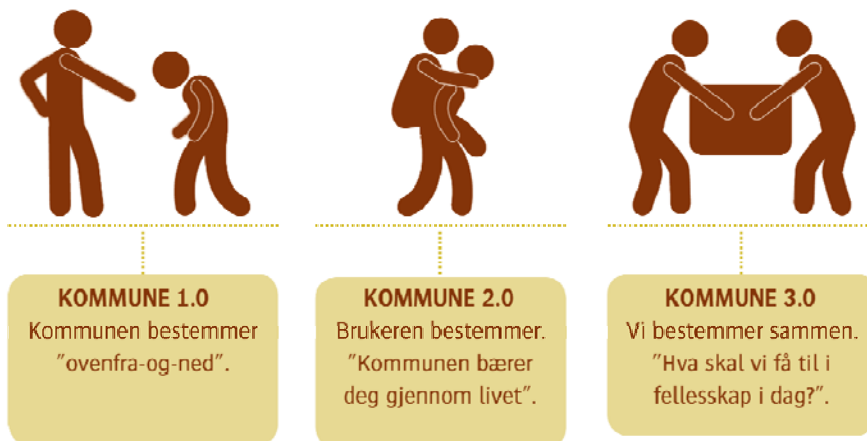 KOMMUNE 1.0
Kommunen bestemmer
"ovenfra-og-ned".
KOMMUNE 2.0
Brukeren bestemmer.
"Kommunen bærer
deg gjennom livet".
KOMMUNE 3.0
Vi bestemmer sammen.
"Hva skal vi få til i
fellesskap i dag?".